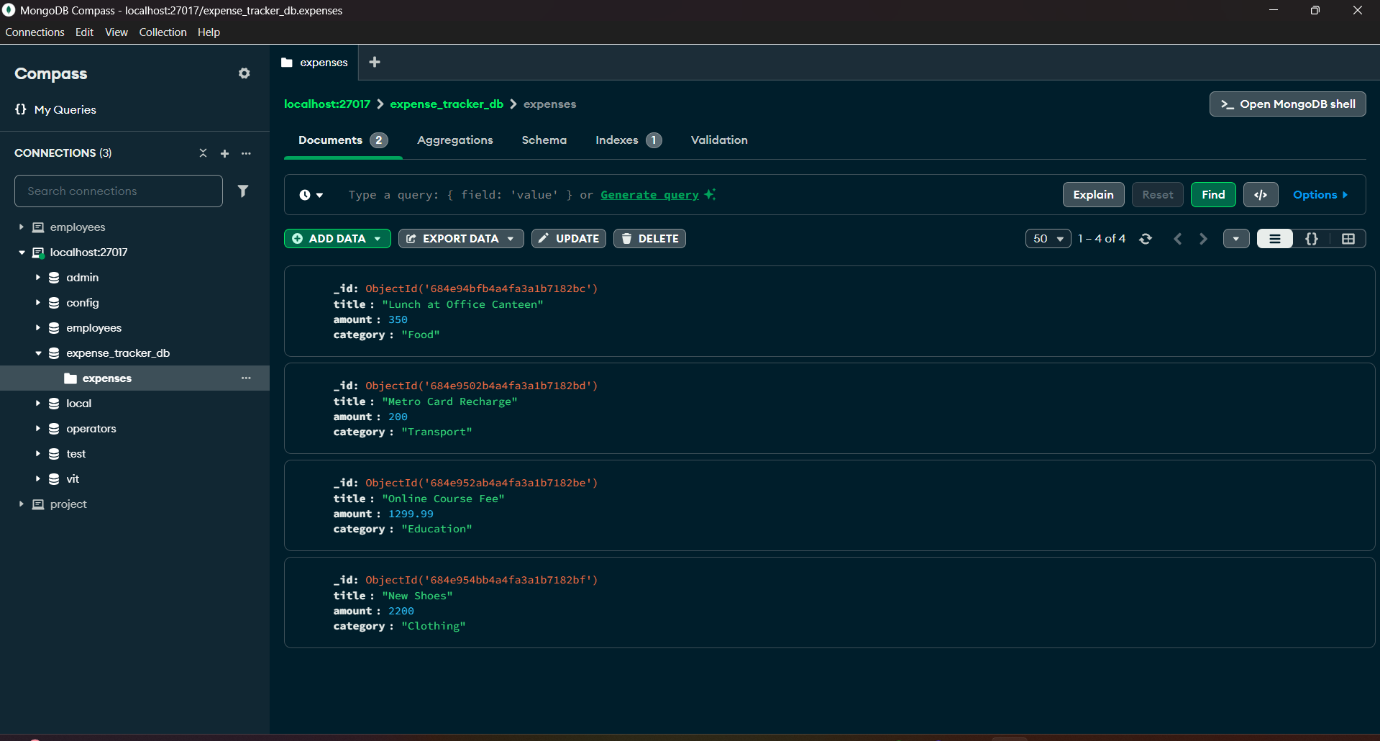 MongoDB Compass - localhost:27017/expense_tracker_db.expenses
Connections Edit View Collection Help
Compass
{} My Queries
CONNECTIONS (3)
Search connections
employees
localhost:27017
admin
config
employees
expense_tracker_db
expenses
local
operators
test
vit
project
expenses
localhost:27017 > expense_tracker_db > expenses
>_ Open MongoDB shell
Documents 2 Aggregations Schema Indexes 1 Validation
Type a query: { field: 'value' } or Generate query
Explain Reset Find </> Options
ADD DATA EXPORT DATA UPDATE DELETE
50 1 – 4 of 4 {}
_id: ObjectId('684e94bfb4a4fa3a1b7182bc')
title : "Lunch at Office Canteen"
amount : 350
category : "Food"
_id: ObjectId('684e9502b4a4fa3a1b7182bd')
title : "Metro Card Recharge"
amount : 200
category : "Transport"
_id: ObjectId('684e952ab4a4fa3a1b7182be')
title : "Online Course Fee"
amount : 1299.99
category : "Education"
_id: ObjectId('684e954bb4a4fa3a1b7182bf')
title : "New Shoes"
amount : 2200
category : "Clothing"